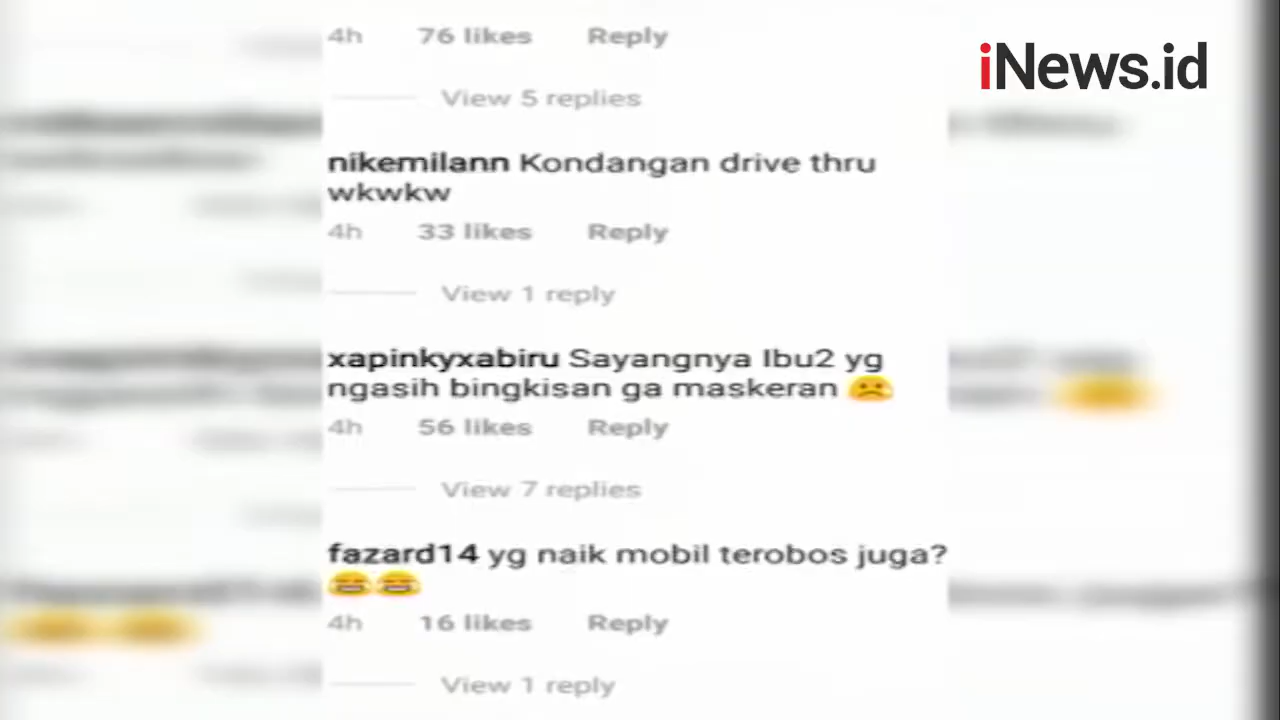 4h 76 likes Reply
iNews.id
View 5 replies
nikemilann Kondangan drive thru
wkwkw
4h 33 likes Reply
View 1 reply
xapinkyxabiru Sayangnya Ibu2 yg
ngasih bingkisan ga maskeran ☹️
4h 56 likes Reply
View 7 replies
fazard14 yg naik mobil terobos juga?
😂😂
4h 16 likes Reply
View 1 reply